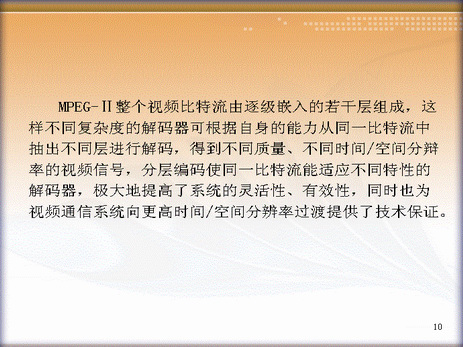 MPEG-Ⅱ整个视频比特流由逐级嵌入的若干层组成，这
样不同复杂度的解码器可根据自身的能力从同一比特流中
抽出不同层进行解码，得到不同质量、不同时间/空间分辩
率的视频信号，分层编码使同一比特流能适应不同特性的
解码器，极大地提高了系统的灵活性、有效性，同时也为
视频通信系统向更高时间/空间分辨率过渡提供了技术保证。
10